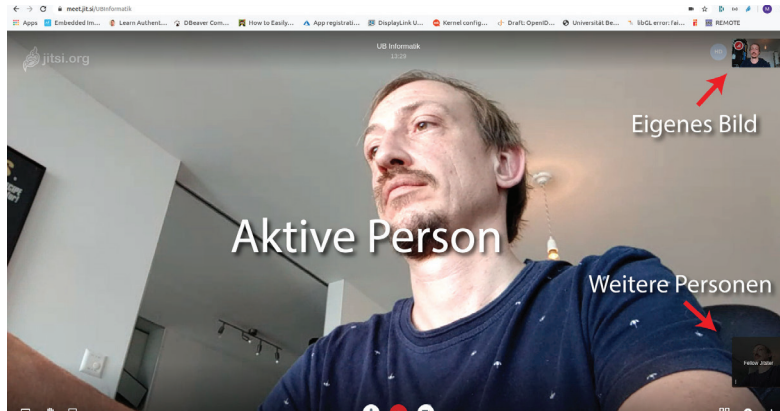 meet.jit.si/UBInformatik
Apps
Embedded Im...
Learn Authent...
DBeaver Com...
How to Easily...
App registrati...
DisplayLink U...
Kernel config...
Draft: OpenID...
Universität Be...
libGL error: fai...
REMOTE
jitsi.org
UB Informatik
13:29
Eigenes Bild
Aktive Person
Weitere Personen
Fellow Jitster